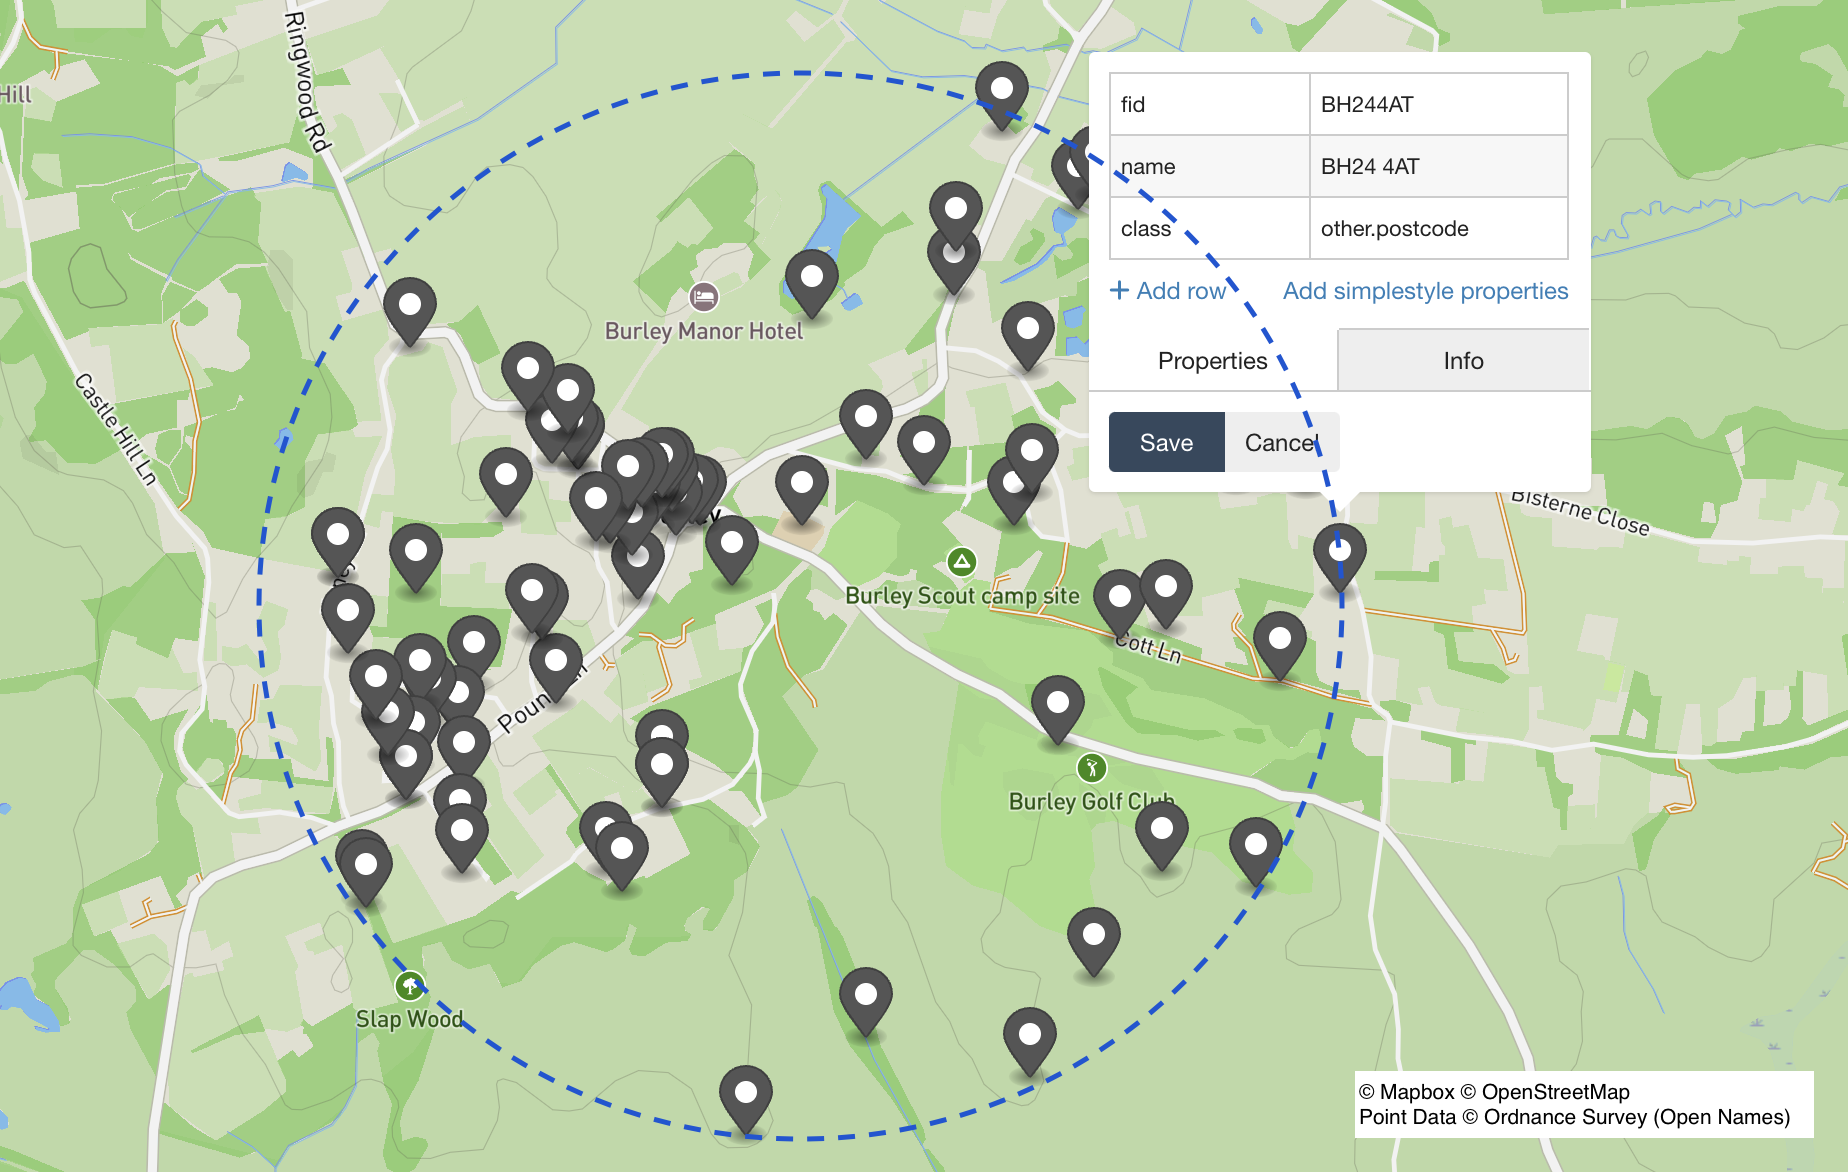 Ringwood Rd
Hill
fid
BH244AT
name
BH24 4AT
class
other.postcode
+ Add row
Add simplestyle properties
Burley Manor Hotel
Properties
Info
Castle Hill Ln
Save
Cancel
Bisterne Close
Burley Scout camp site
Cott Ln
Burley Golf Club
Slap Wood
© Mapbox © OpenStreetMap
Point Data © Ordnance Survey (Open Names)